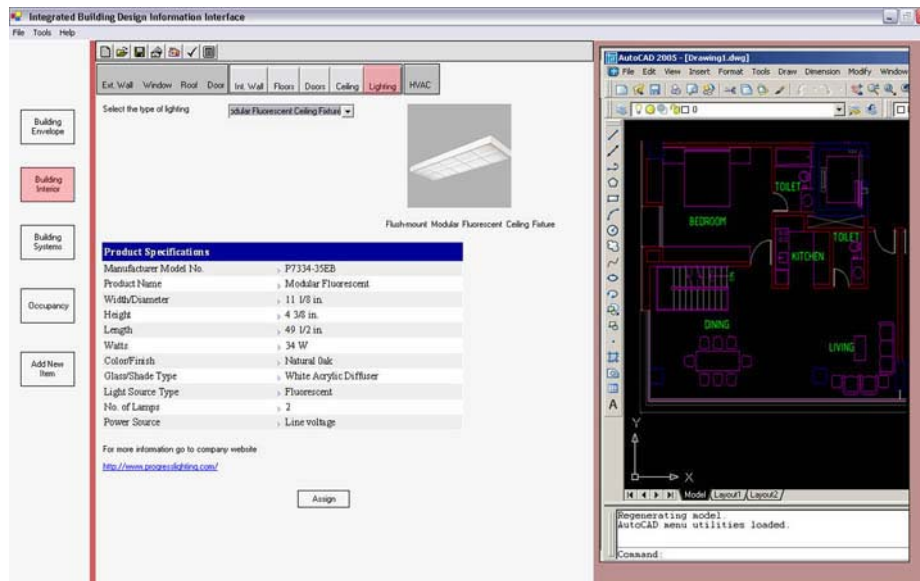 Integrated Building Design Information Interface
File Tools Help
Ext. Wall Window Roof Door Int. Wall Floors Doors Ceiling Lighting HVAC
Select the type of lighting
odular Fluorescent Ceiling Fixture
Building
Envelope
Building
Interior
Building
Systems
Occupancy
Add New
Item
Flush-mount Modular Fluorescent Ceiling Fixture
Product Specifications
Manufacturer Model No. P7334-35EB
Product Name Modular Fluorescent
Width/Diameter 11 1/8 in.
Height 4 3/8 in.
Length 49 1/2 in.
Watts 34 W
Color/Finish Natural Oak
Glass/Shade Type White Acrylic Diffuser
Light Source Type Fluorescent
No. of Lamps 2
Power Source Line voltage
For more information go to company website
http://www.progresslighting.com/
Assign
AutoCAD 2005 - [Drawing1.dwg]
File Edit View Insert Format Tools Draw Dimension Modify Window
0
A
TOILET
BEDROOM
TOILET
KITCHEN
DINING
LIVING
Y
X
Model Layout1 Layout2
Regenerating model.
AutoCAD menu utilities loaded.
Command: